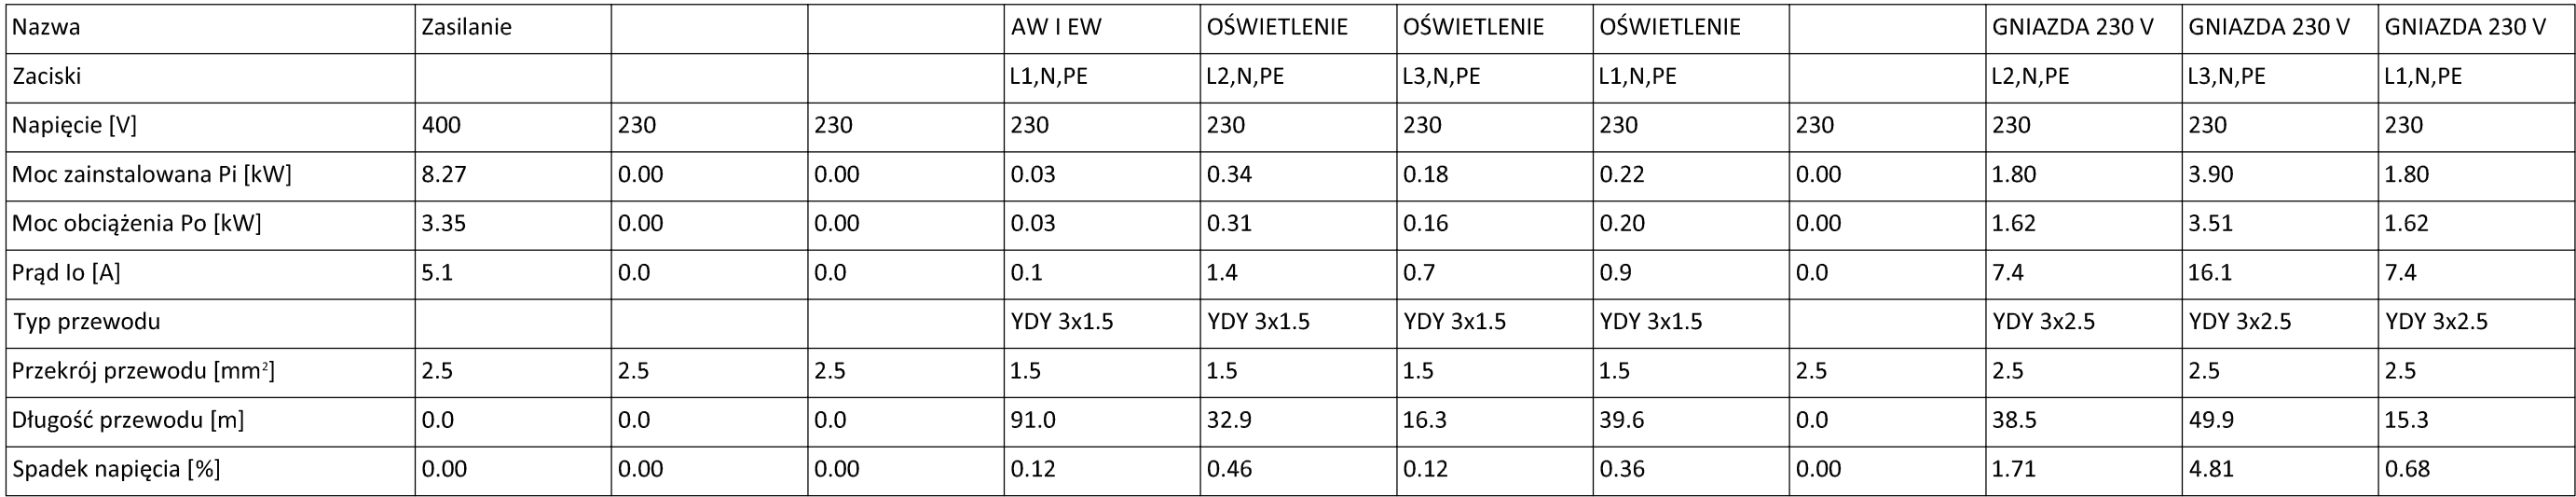 Nazwa Zasilanie AW I EW OŚWIETLENIE OŚWIETLENIE OŚWIETLENIE GNIAZDA 230 V GNIAZDA 230 V GNIAZDA 230 V
Zaciski L1,N,PE L2,N,PE L3,N,PE L1,N,PE L2,N,PE L3,N,PE L1,N,PE
Napięcie [V] 400 230 230 230 230 230 230 230 230 230 230
Moc zainstalowana Pi [kW] 8.27 0.00 0.00 0.03 0.34 0.18 0.22 0.00 1.80 3.90 1.80
Moc obciążenia Po [kW] 3.35 0.00 0.00 0.03 0.31 0.16 0.20 0.00 1.62 3.51 1.62
Prąd Io [A] 5.1 0.0 0.0 0.1 1.4 0.7 0.9 0.0 7.4 16.1 7.4
Typ przewodu YDY 3x1.5 YDY 3x1.5 YDY 3x1.5 YDY 3x1.5 YDY 3x2.5 YDY 3x2.5 YDY 3x2.5
Przekrój przewodu [mm²] 2.5 2.5 2.5 1.5 1.5 1.5 1.5 2.5 2.5 2.5 2.5
Długość przewodu [m] 0.0 0.0 0.0 91.0 32.9 16.3 39.6 0.0 38.5 49.9 15.3
Spadek napięcia [%] 0.00 0.00 0.00 0.12 0.46 0.12 0.36 0.00 1.71 4.81 0.68